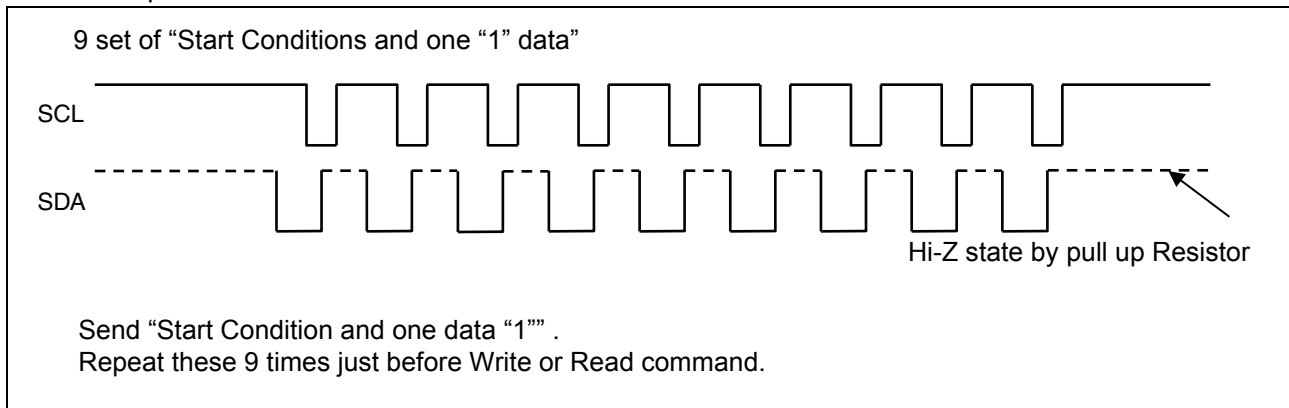 9 set of “Start Conditions and one “1” data”
SCL
SDA
Hi-Z state by pull up Resistor
Send “Start Condition and one data “1”” .
Repeat these 9 times just before Write or Read command.